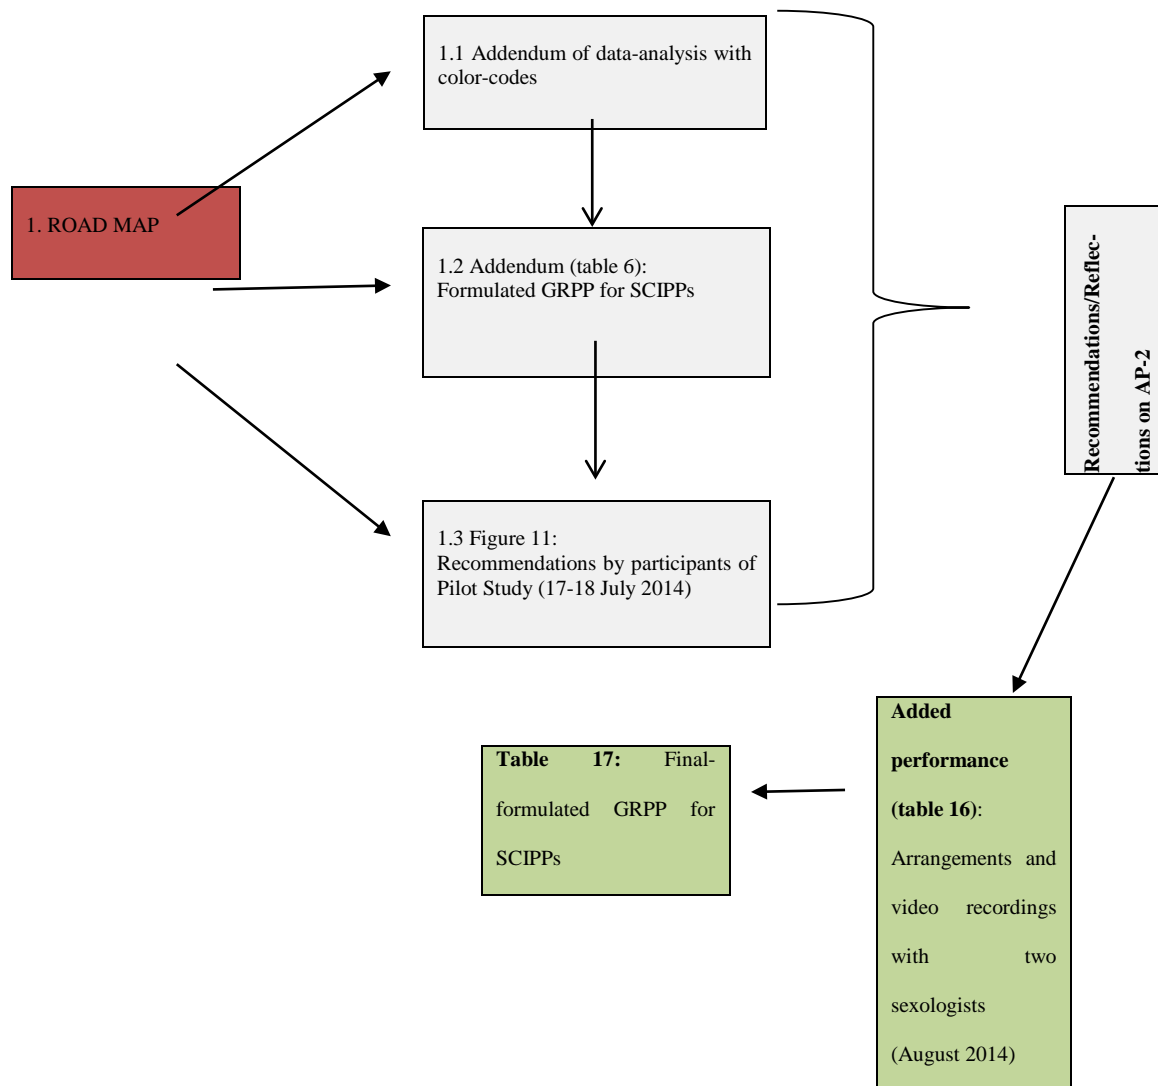 1.1 Addendum of data-analysis with
color-codes
1. ROAD MAP
1.2 Addendum (table 6):
Formulated GRPP for SCIPPs
1.3 Figure 11:
Recommendations by participants of
Pilot Study (17-18 July 2014)
Recommendations/Reflec-
tions on AP-2
Added
performance
(table 16):
Arrangements and
video recordings
with two
sexologists
(August 2014)
Table 17: Final-
formulated GRPP for
SCIPPs